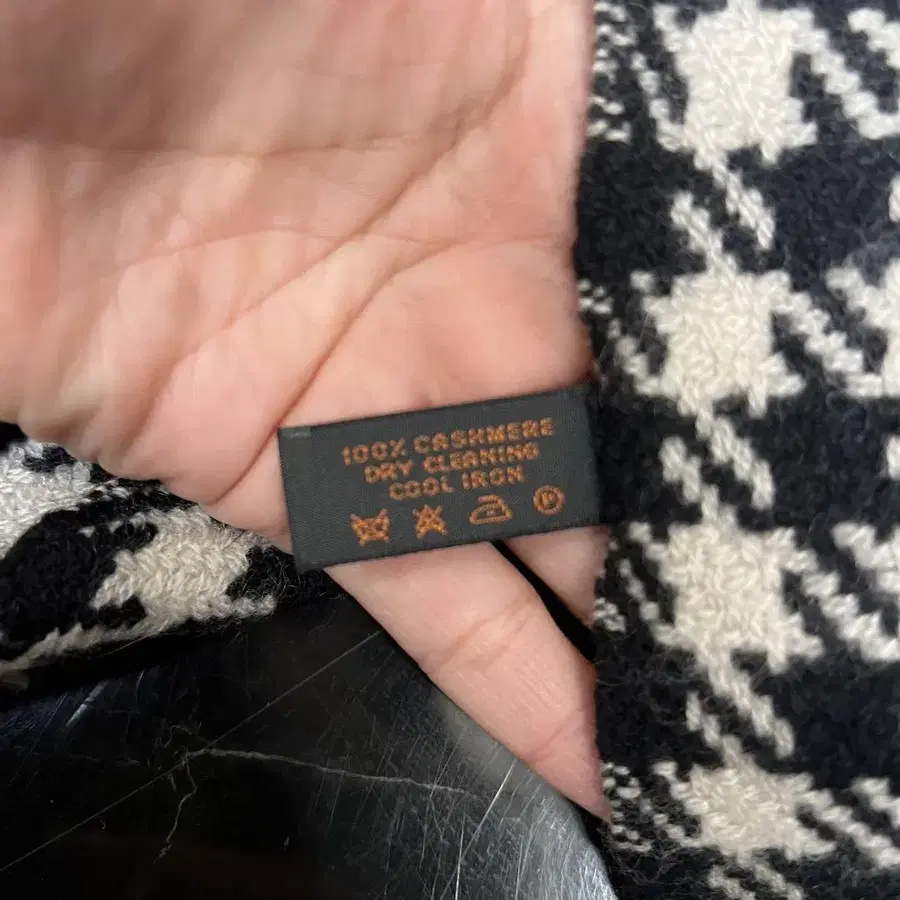 100% CASHMERE
DRY CLEANING
COOL IRON
P